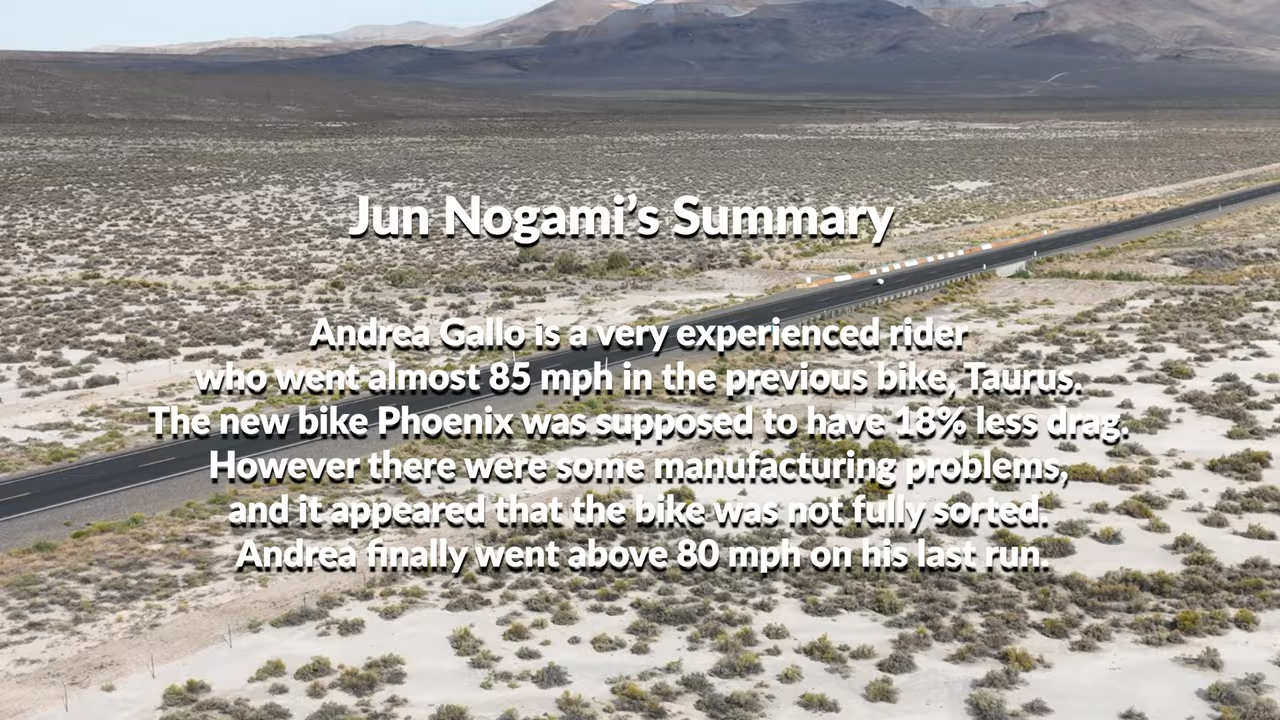 Jun Nogami’s Summary
Andrea Gallo is a very experienced rider
who went almost 85 mph in the previous bike, Taurus.
The new bike Phoenix was supposed to have 18% less drag.
However there were some manufacturing problems,
and it appeared that the bike was not fully sorted.
Andrea finally went above 80 mph on his last run.